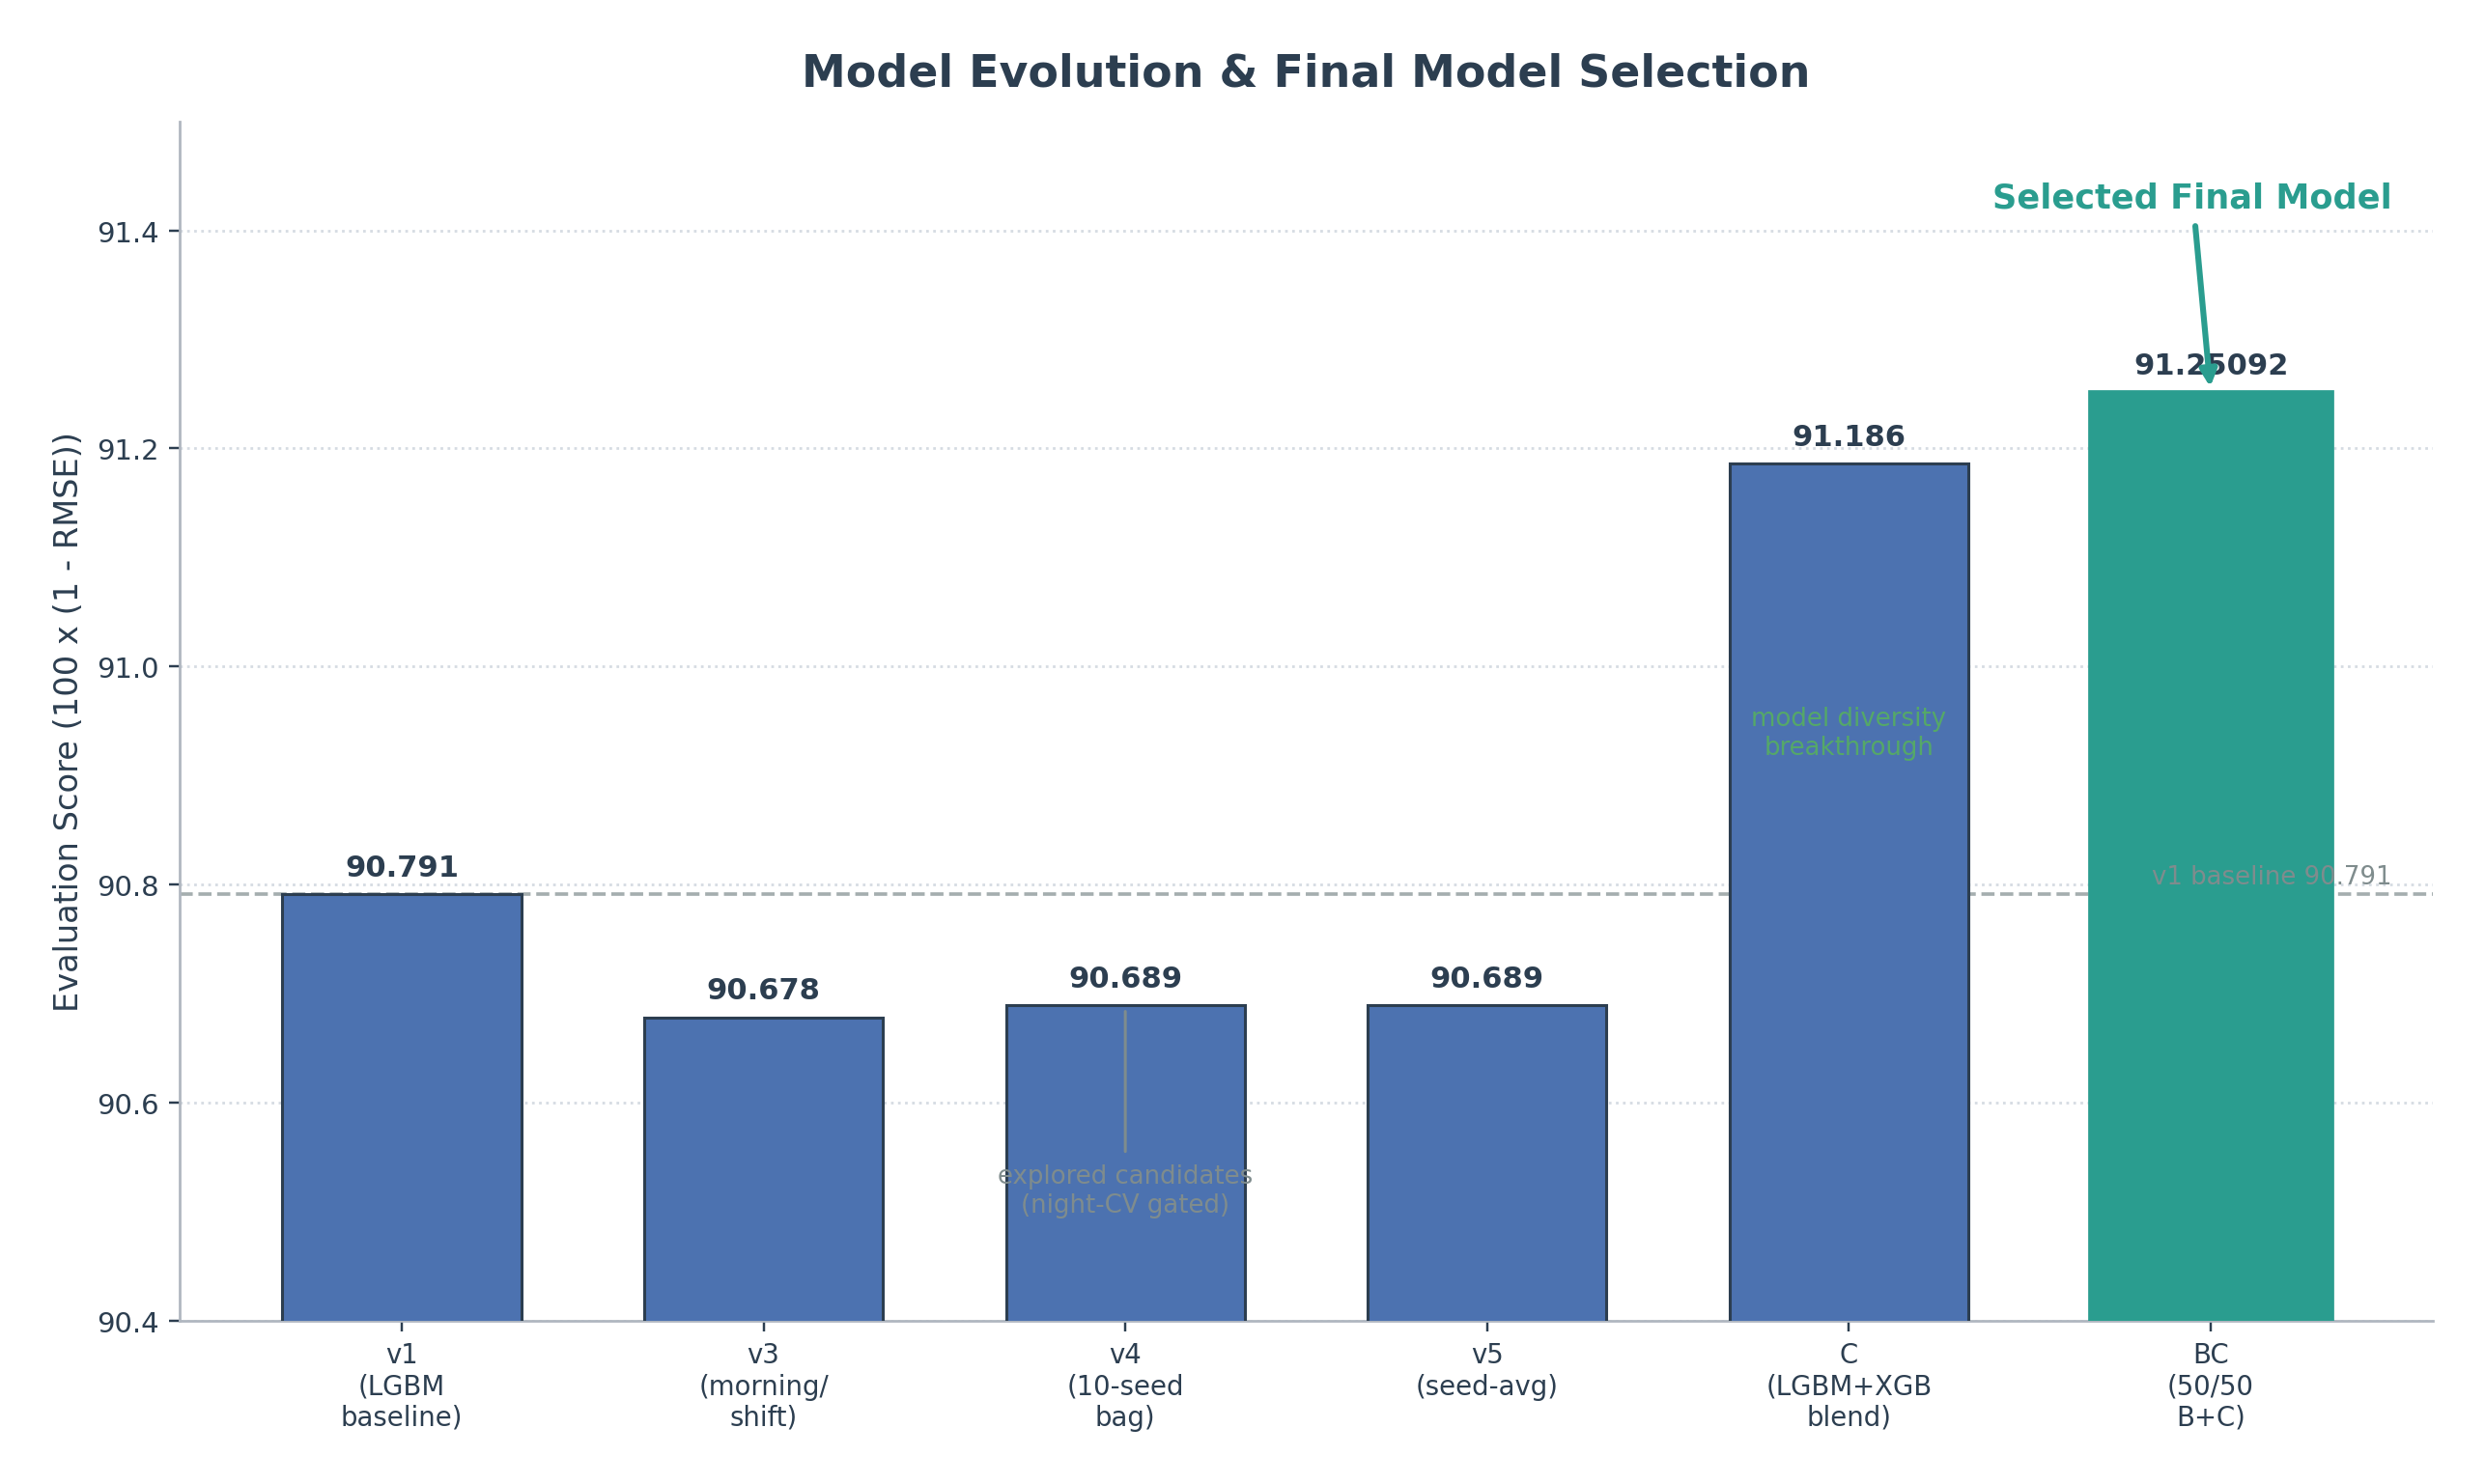 Model Evolution & Final Model Selection
Selected Final Model
Evaluation Score (100 x (1 - RMSE))
91.4
91.2
91.0
90.8
90.6
90.4
90.791
90.678
90.689
90.689
91.186
91.25092
model diversity
breakthrough
v1 baseline 90.791
explored candidates
(night-CV gated)
v1
(LGBM
baseline)
v3
(morning/
shift)
v4
(10-seed
bag)
v5
(seed-avg)
C
(LGBM+XGB
blend)
BC
(50/50
B+C)